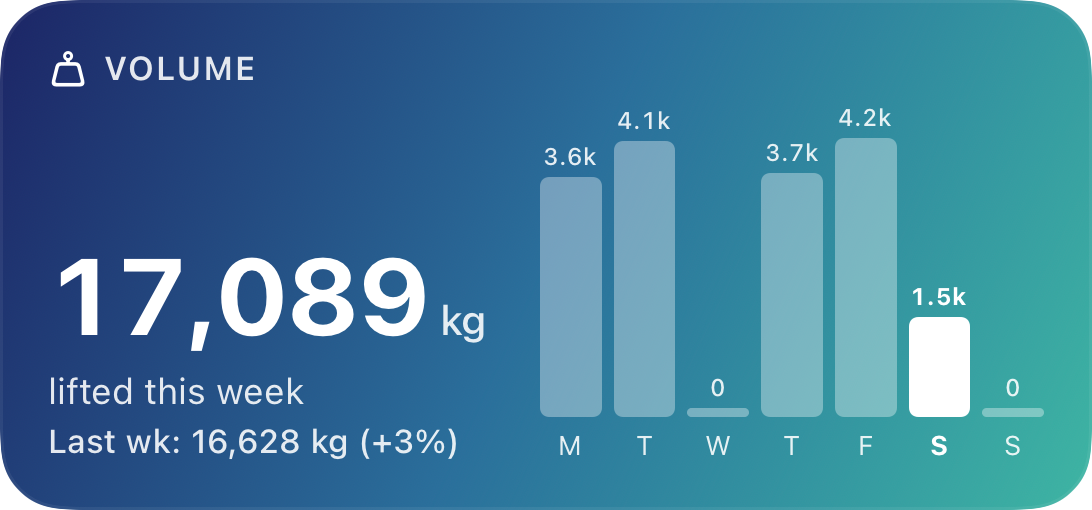 VOLUME
17,089 kg
lifted this week
Last wk: 16,628 kg (+3%)
3.6k 4.1k 0 3.7k 4.2k 1.5k 0
M T W T F S S